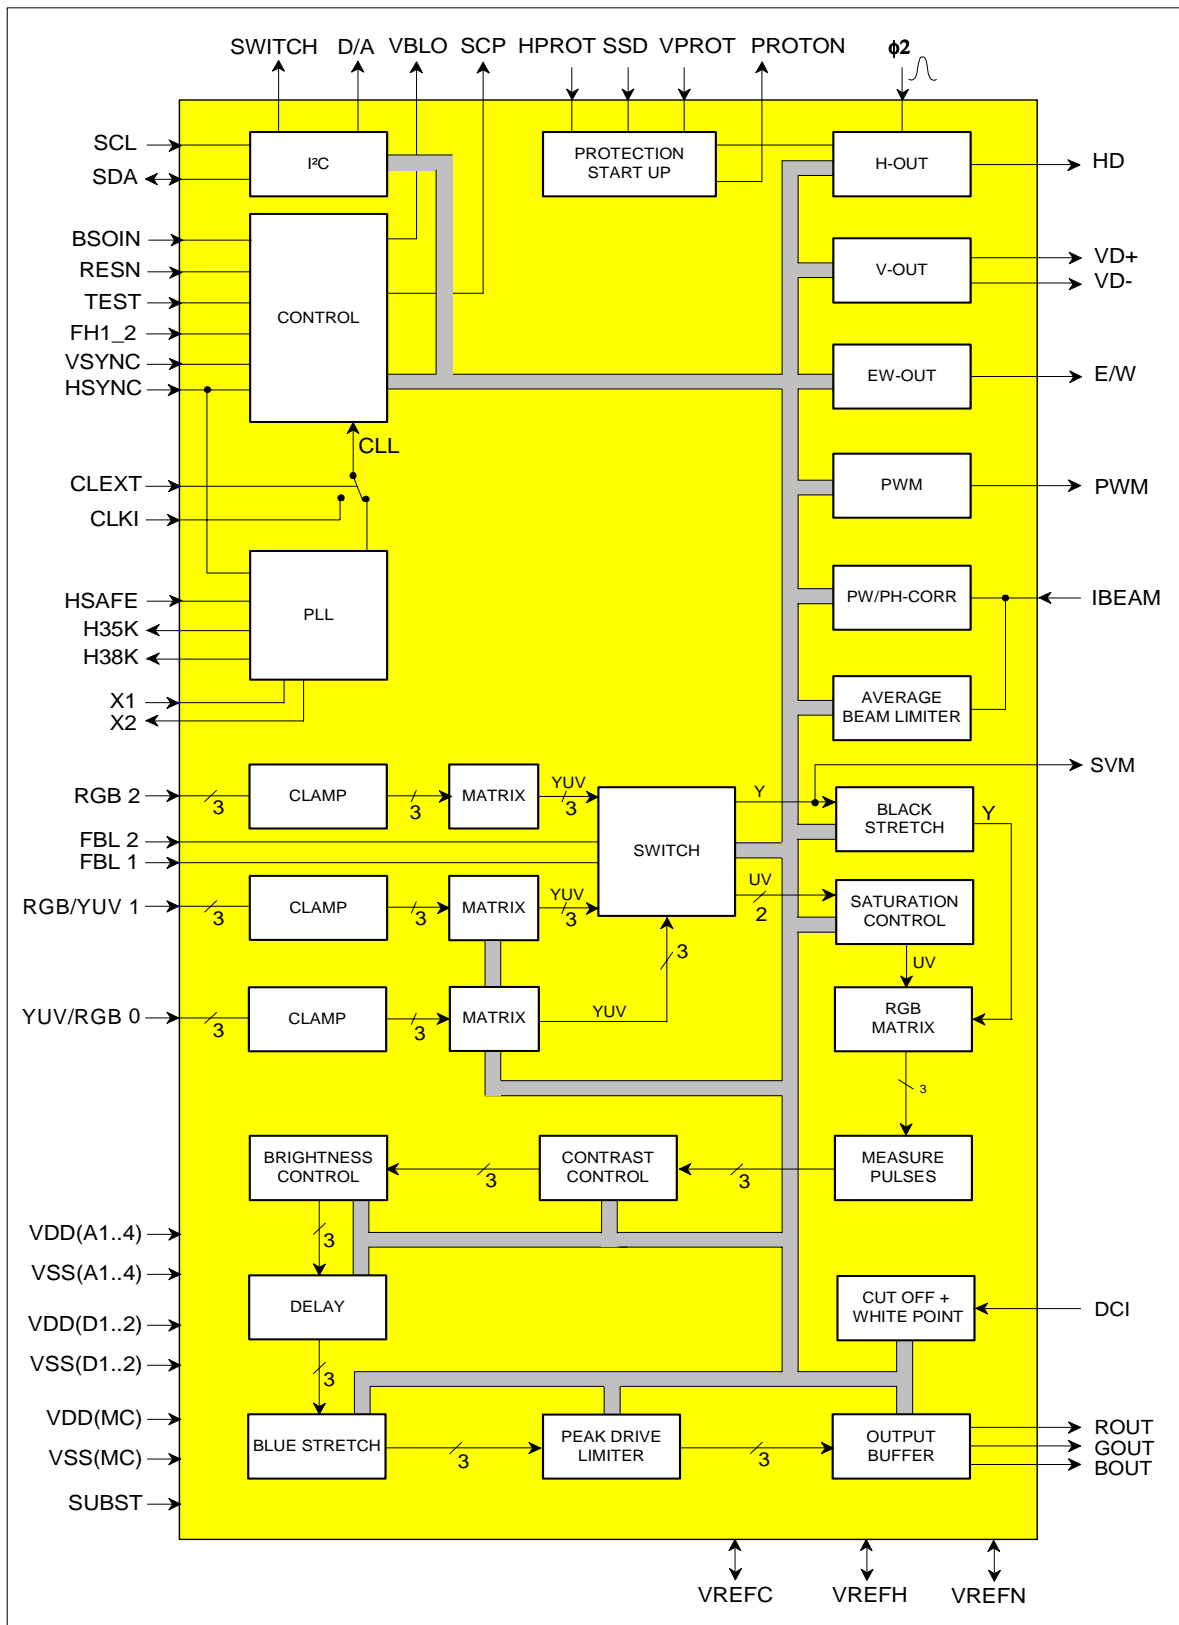 SWITCH D/A VBLO SCP HPROT SSD VPROT PROTON ϕ2
SCL
SDA
I²C
PROTECTION
START UP
H-OUT
HD
BSOIN
RESN
TEST
FH1_2
VSYNC
HSYNC
CONTROL
V-OUT
VD+
VD-
EW-OUT
E/W
CLL
CLEXT
CLKI
PWM
PWM
HSAFE
H35K
H38K
X1
X2
PLL
PW/PH-CORR
IBEAM
AVERAGE
BEAM LIMITER
SVM
RGB 2
3
CLAMP
3
MATRIX
YUV
3
FBL 2
FBL 1
SWITCH
Y
BLACK
STRETCH
Y
RGB/YUV 1
3
CLAMP
3
MATRIX
YUV
3
UV
2
SATURATION
CONTROL
3
UV
YUV/RGB 0
3
CLAMP
3
MATRIX
YUV
RGB
MATRIX
3
BRIGHTNESS
CONTROL
3
CONTRAST
CONTROL
3
MEASURE
PULSES
VDD(A1..4)
VSS(A1..4)
VDD(D1..2)
VSS(D1..2)
VDD(MC)
VSS(MC)
SUBST
3
DELAY
3
CUT OFF +
WHITE POINT
DCI
BLUE STRETCH
3
PEAK DRIVE
LIMITER
3
OUTPUT
BUFFER
ROUT
GOUT
BOUT
VREFC VREFH VREFN